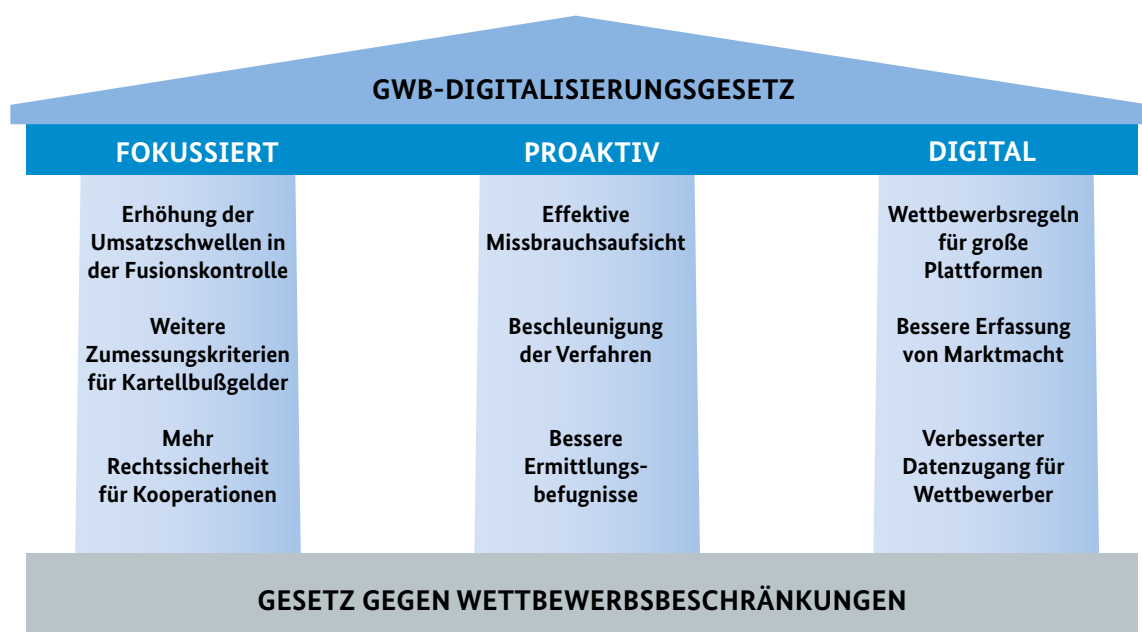 GWB-DIGITALISIERUNGSGESETZ
FOKUSSIERT
Erhöhung der
Umsatzschwellen in
der Fusionskontrolle
Weitere
Zumessungskriterien
für Kartellbußgelder
Mehr
Rechtssicherheit
für Kooperationen
PROAKTIV
Effektive
Missbrauchsaufsicht
Beschleunigung
der Verfahren
Bessere
Ermittlungs-
befugnisse
DIGITAL
Wettbewerbsregeln
für große
Plattformen
Bessere Erfassung
von Marktmacht
Verbesserter
Datenzugang für
Wettbewerber
GESETZ GEGEN WETTBEWERBSBESCHRÄNKUNGEN